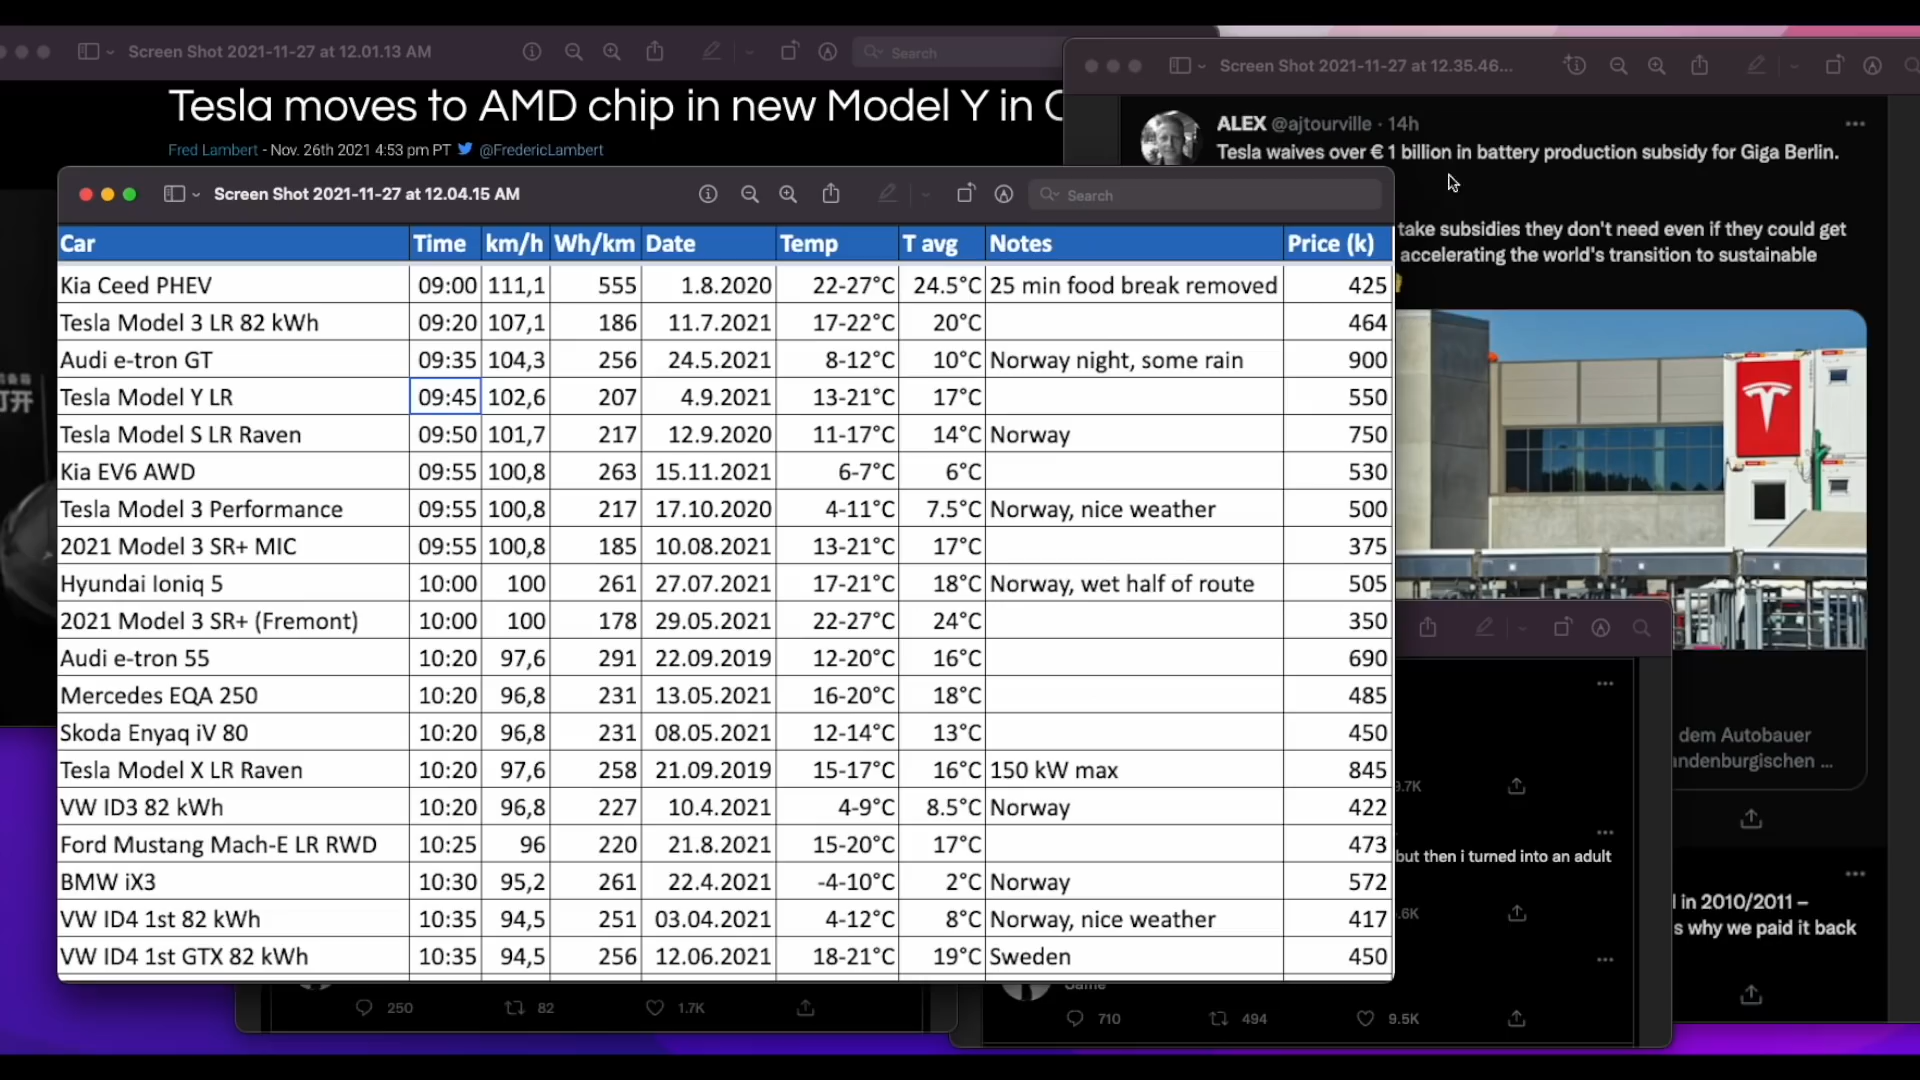 Screen Shot 2021-11-27 at 12.01.13 AM
Search
Tesla moves to AMD chip in new Model Y in
Fred Lambert - Nov. 26th 2021 4:53 pm PT @FredericLambert
Screen Shot 2021-11-27 at 12.35.46...
ALEX @ajtourville · 14h
Tesla waives over € 1 billion in battery production subsidy for Giga Berlin.
take subsidies they don't need even if they could get
accelerating the world's transition to sustainable
Screen Shot 2021-11-27 at 12.04.15 AM
Search
Car Time km/h Wh/km Date Temp T avg Notes Price (k)
Kia Ceed PHEV 09:00 111,1 555 1.8.2020 22-27°C 24.5°C 25 min food break removed 425
Tesla Model 3 LR 82 kWh 09:20 107,1 186 11.7.2021 17-22°C 20°C 464
Audi e-tron GT 09:35 104,3 256 24.5.2021 8-12°C 10°C Norway night, some rain 900
Tesla Model Y LR 09:45 102,6 207 4.9.2021 13-21°C 17°C 550
Tesla Model S LR Raven 09:50 101,7 217 12.9.2020 11-17°C 14°C Norway 750
Kia EV6 AWD 09:55 100,8 263 15.11.2021 6-7°C 6°C 530
Tesla Model 3 Performance 09:55 100,8 217 17.10.2020 4-11°C 7.5°C Norway, nice weather 500
2021 Model 3 SR+ MIC 09:55 100,8 185 10.08.2021 13-21°C 17°C 375
Hyundai Ioniq 5 10:00 100 261 27.07.2021 17-21°C 18°C Norway, wet half of route 505
2021 Model 3 SR+ (Fremont) 10:00 100 178 29.05.2021 22-27°C 24°C 350
Audi e-tron 55 10:20 97,6 291 22.09.2019 12-20°C 16°C 690
Mercedes EQA 250 10:20 96,8 231 13.05.2021 16-20°C 18°C 485
Skoda Enyaq iV 80 10:20 96,8 231 08.05.2021 12-14°C 13°C 450
Tesla Model X LR Raven 10:20 97,6 258 21.09.2019 15-17°C 16°C 150 kW max 845
VW ID3 82 kWh 10:20 96,8 227 10.4.2021 4-9°C 8.5°C Norway 422
Ford Mustang Mach-E LR RWD 10:25 96 220 21.8.2021 15-20°C 17°C 473
BMW iX3 10:30 95,2 261 22.4.2021 -4-10°C 2°C Norway 572
VW ID4 1st 82 kWh 10:35 94,5 251 03.04.2021 4-12°C 8°C Norway, nice weather 417
VW ID4 1st GTX 82 kWh 10:35 94,5 256 12.06.2021 18-21°C 19°C Sweden 450
dem Autobauer
andenburgischen ...
9.7K
but then i turned into an adult
.6K
in 2010/2011 –
s why we paid it back
250 82 1.7K
710 494 9.5K